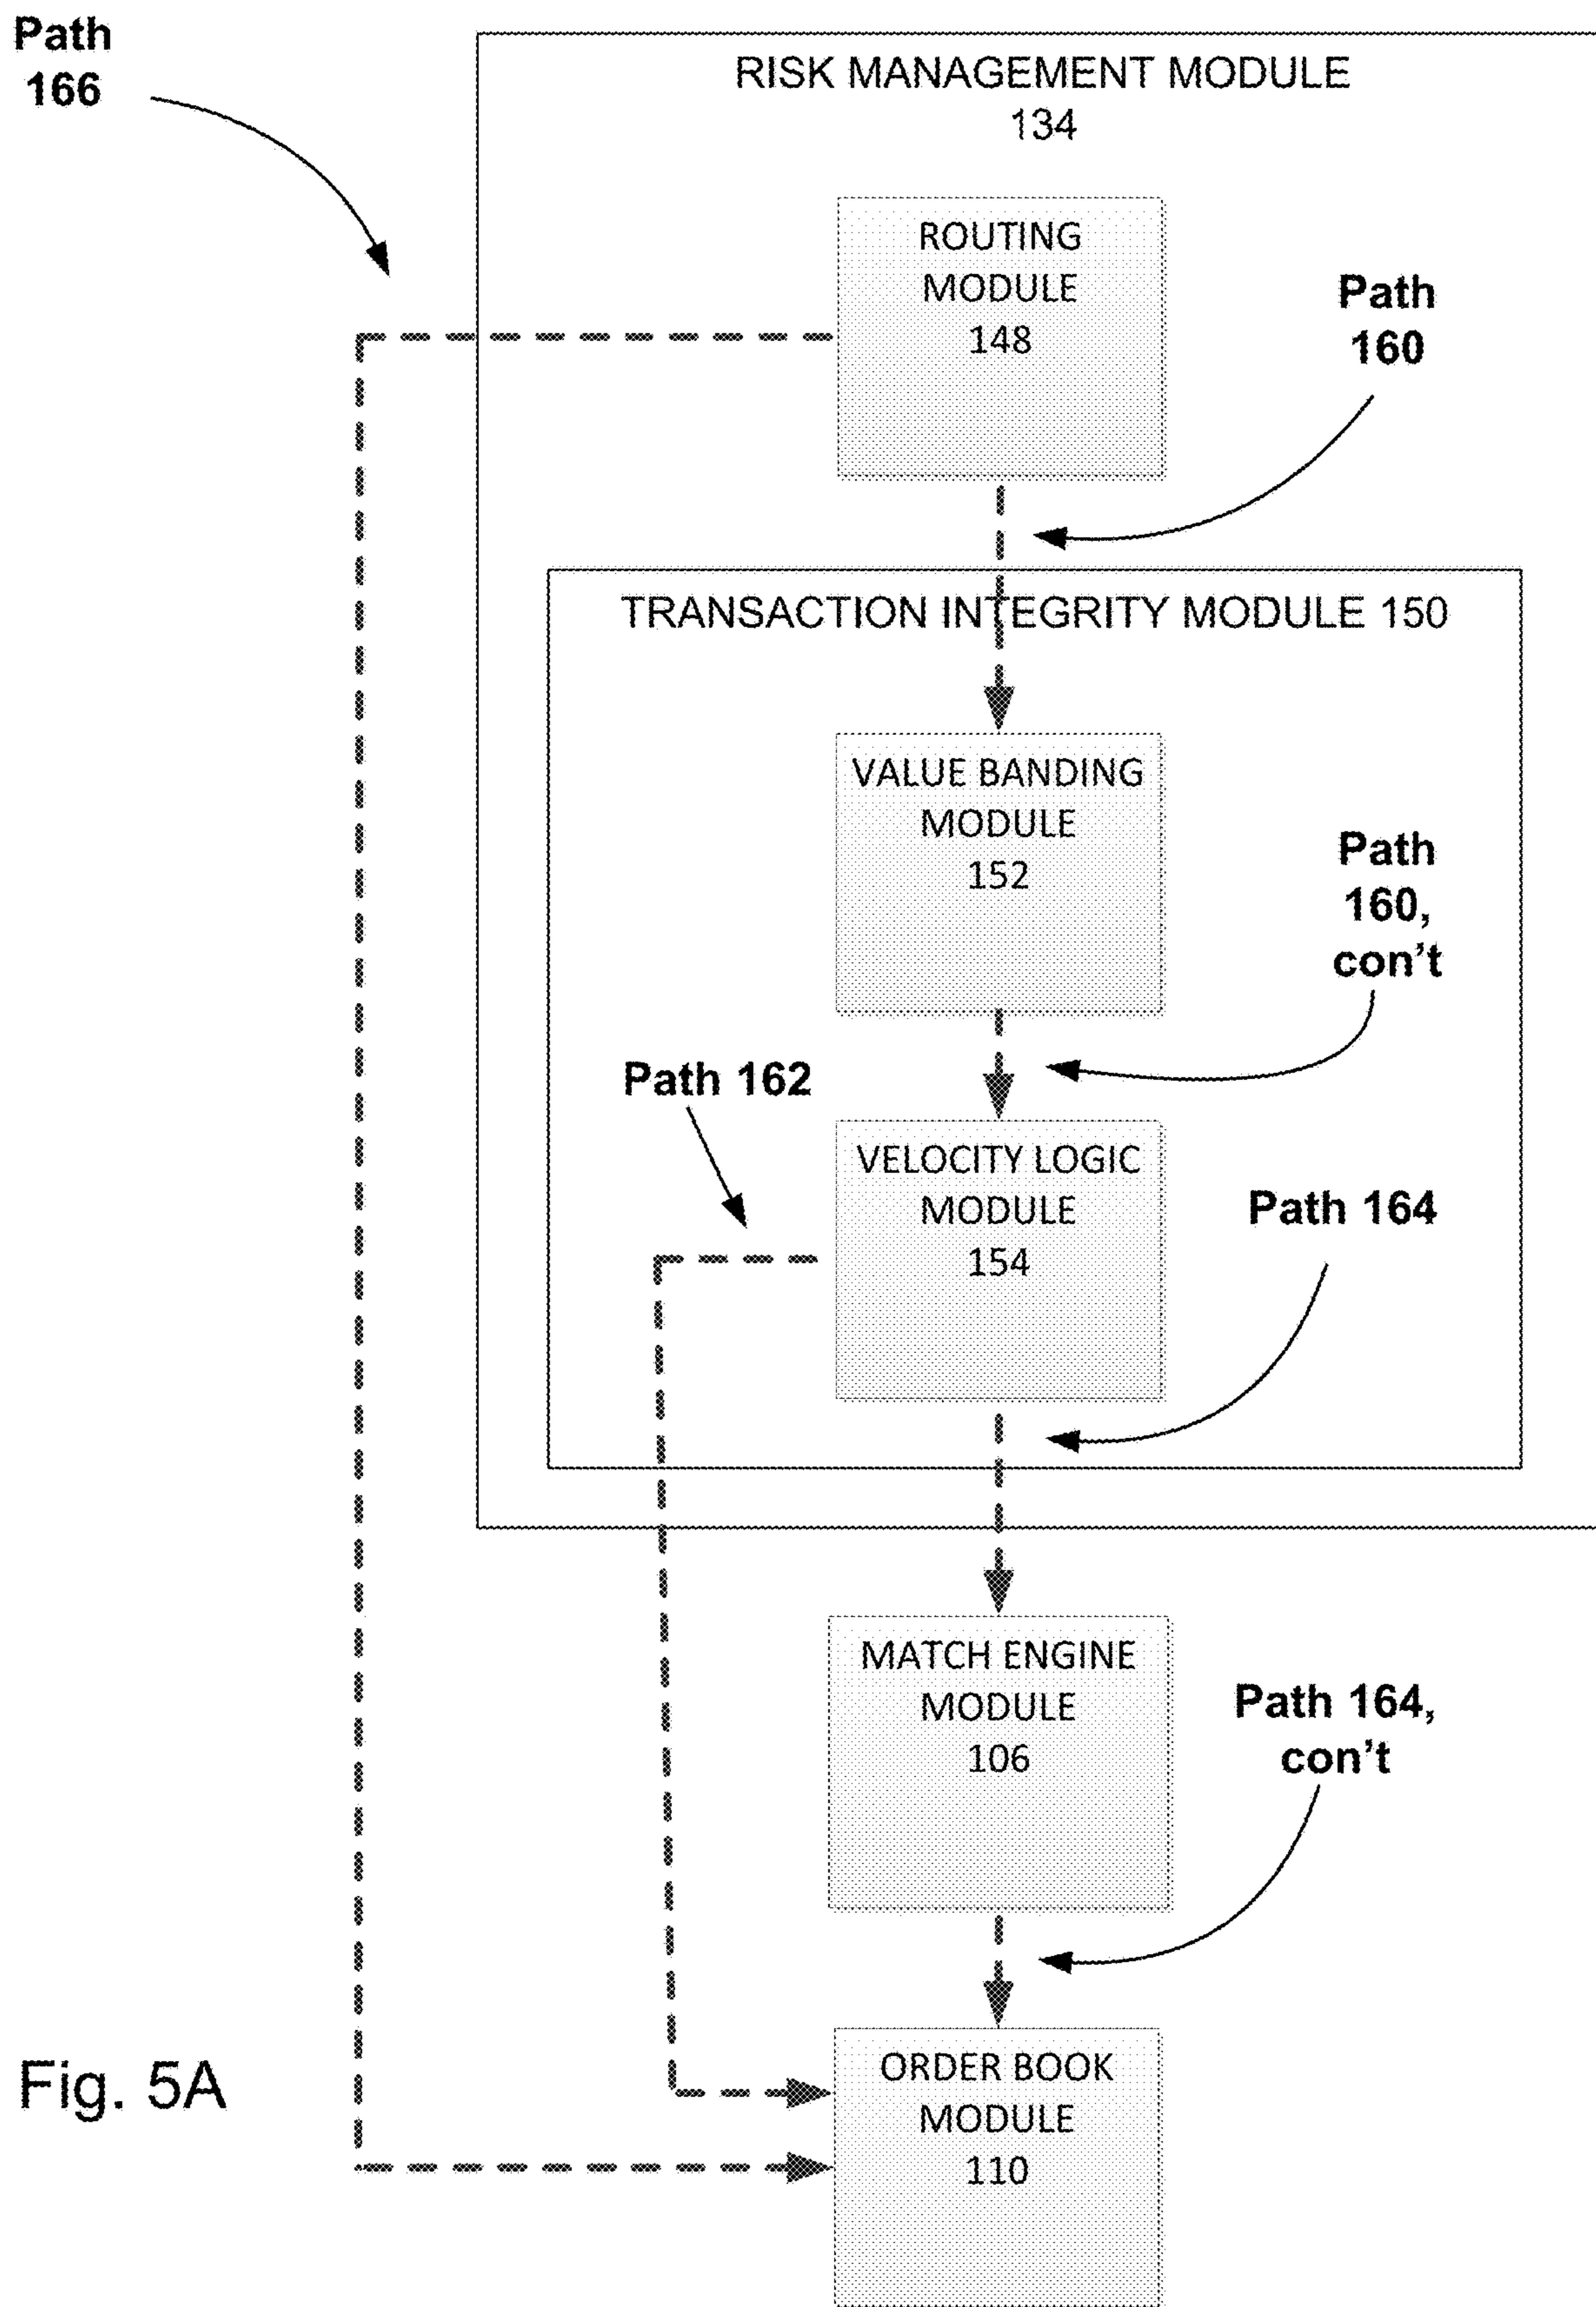 Path
166
RISK MANAGEMENT MODULE
134
ROUTING
MODULE
148
Path
160
TRANSACTION INTEGRITY MODULE 150
VALUE BANDING
MODULE
152
Path
160,
con't
Path 162
VELOCITY LOGIC
MODULE
154
Path 164
MATCH ENGINE
MODULE
106
Path 164,
con't
ORDER BOOK
MODULE
110
Fig. 5A